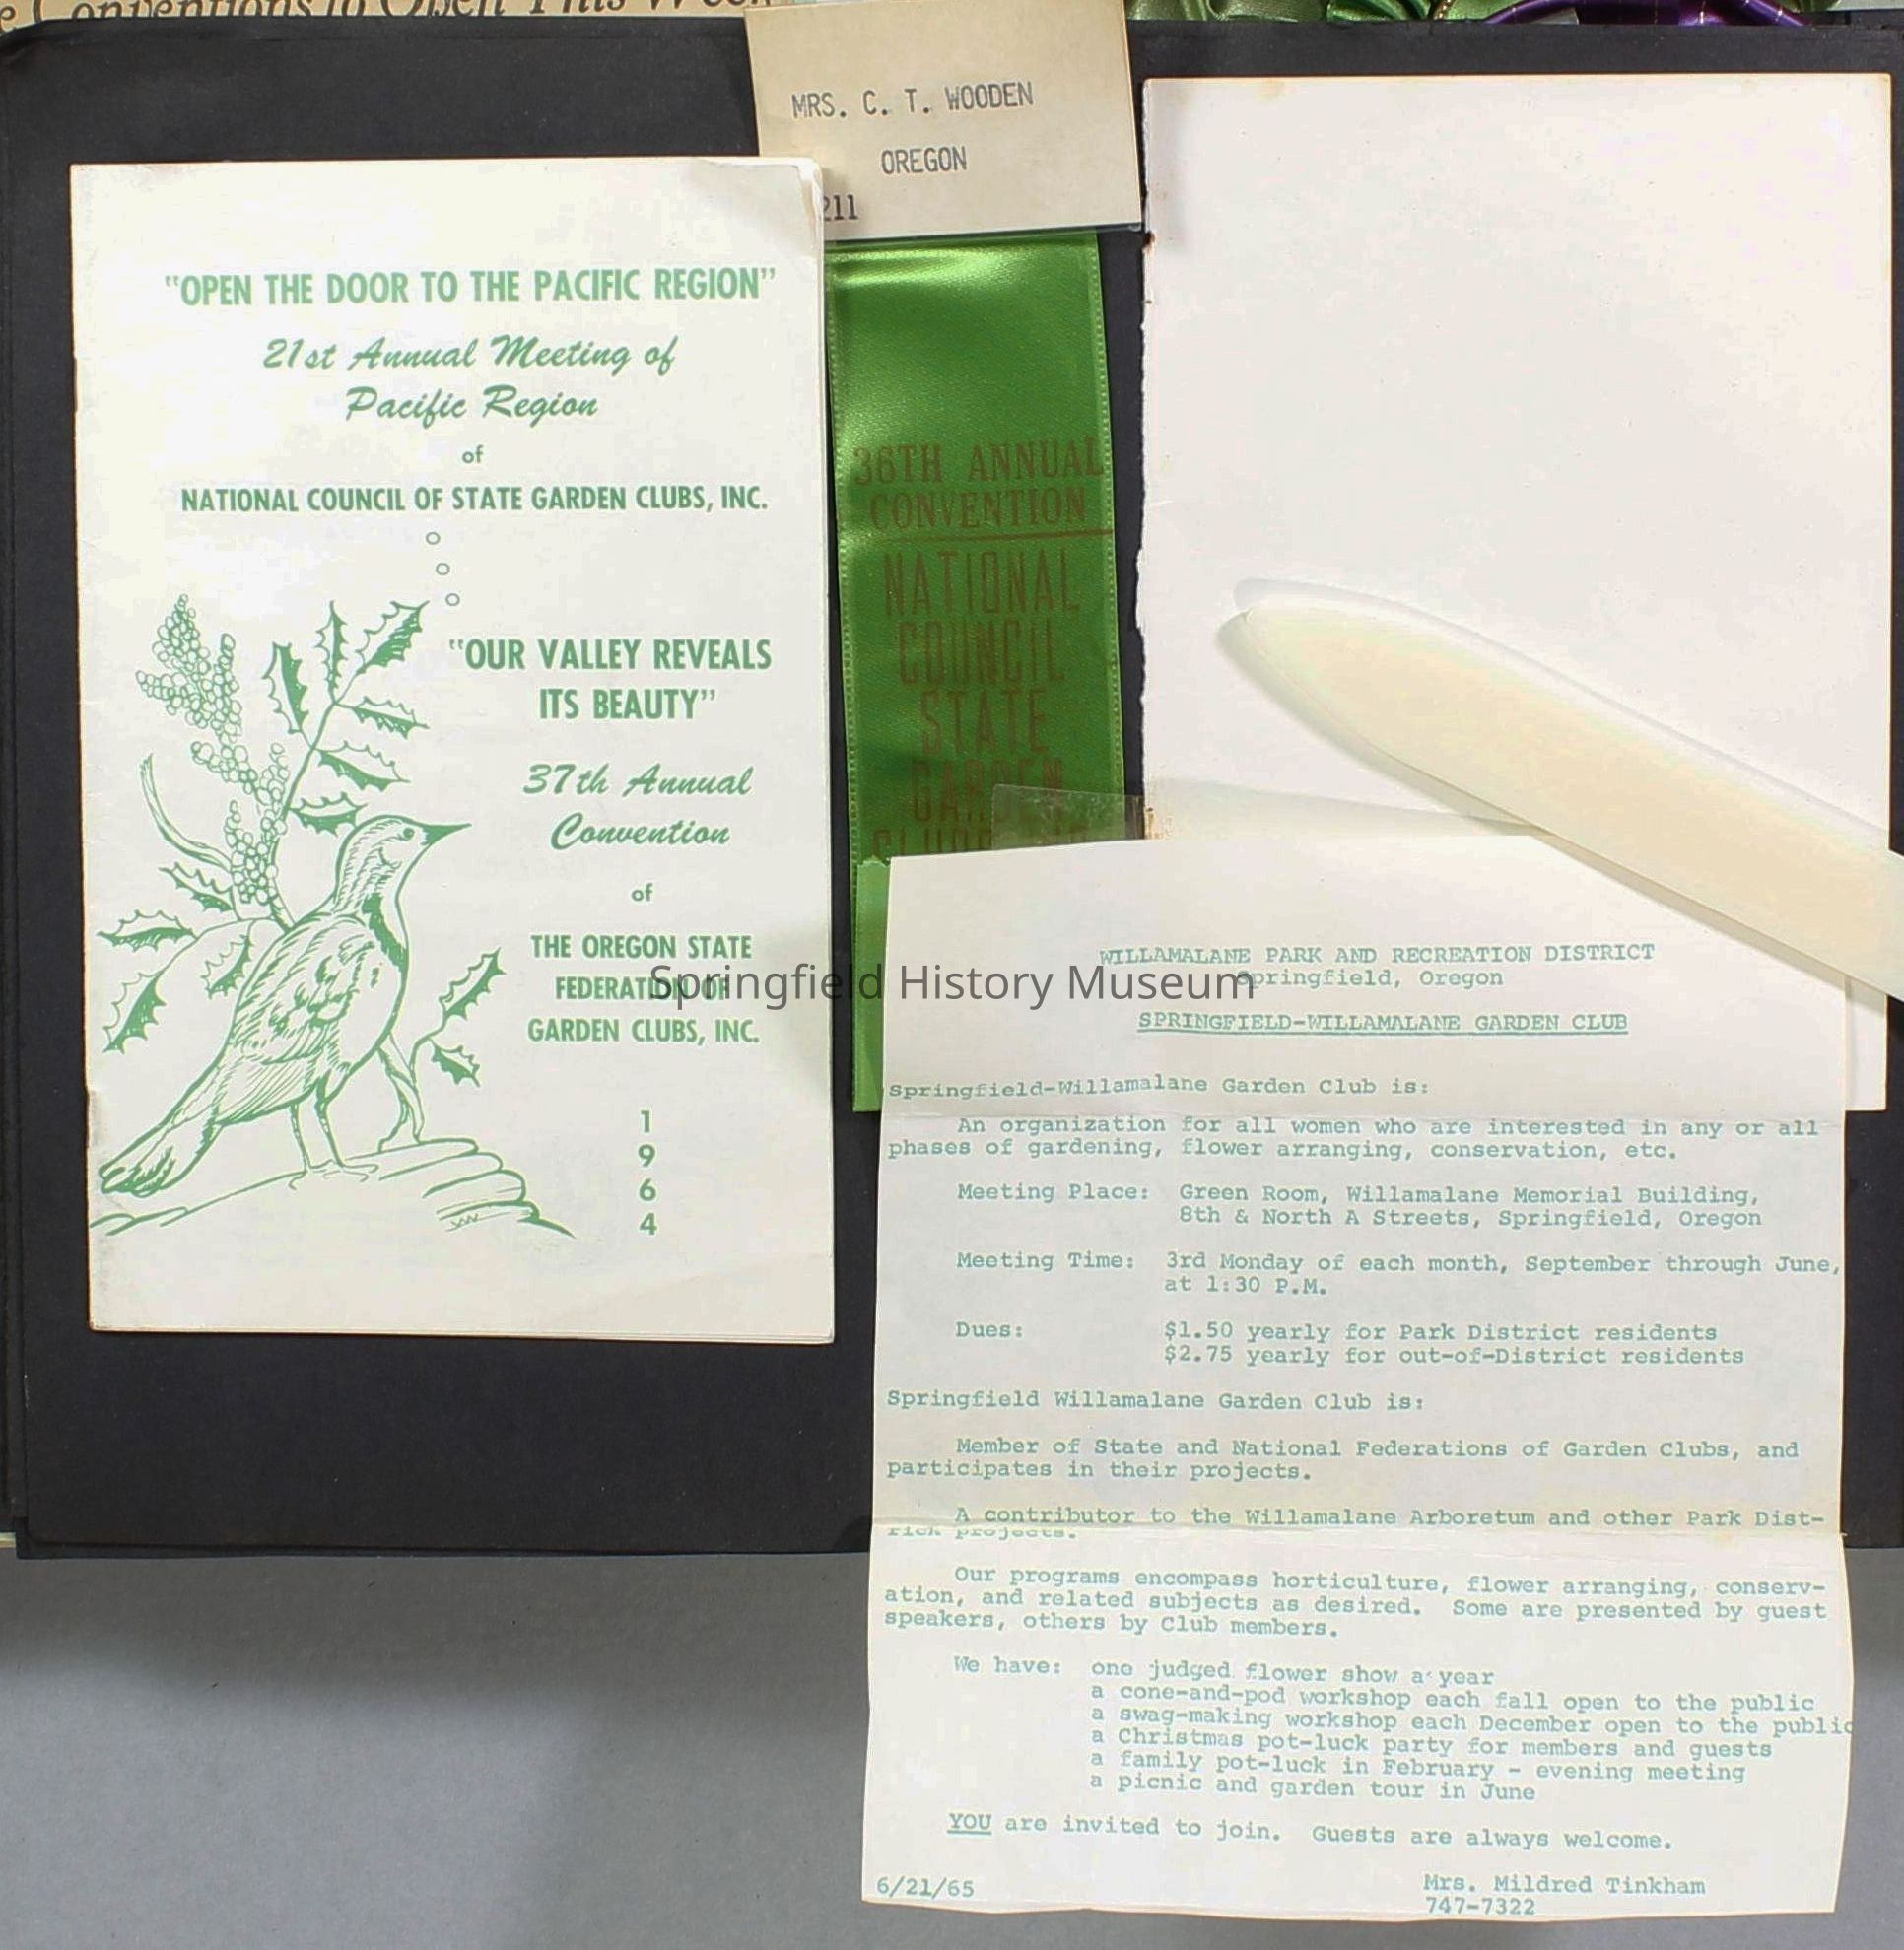 Conventions to Open This Week
MRS. C. T. WOODEN
OREGON
211
"OPEN THE DOOR TO THE PACIFIC REGION"
21st Annual Meeting of
Pacific Region
of
NATIONAL COUNCIL OF STATE GARDEN CLUBS, INC.
"OUR VALLEY REVEALS
ITS BEAUTY"
37th Annual
Convention
of
THE OREGON STATE
FEDERATION OF
GARDEN CLUBS, INC.
1
9
6
4
36TH ANNUAL
CONVENTION
NATIONAL
COUNCIL
STATE
GARDEN
Springfield History Museum
WILLAMALANE PARK AND RECREATION DISTRICT
Springfield, Oregon
SPRINGFIELD-WILLAMALANE GARDEN CLUB
Springfield-Willamalane Garden Club is:
An organization for all women who are interested in any or all
phases of gardening, flower arranging, conservation, etc.
Meeting Place: Green Room, Willamalane Memorial Building,
8th & North A Streets, Springfield, Oregon
Meeting Time: 3rd Monday of each month, September through June,
at 1:30 P.M.
Dues: $1.50 yearly for Park District residents
$2.75 yearly for out-of-District residents
Springfield Willamalane Garden Club is:
Member of State and National Federations of Garden Clubs, and
participates in their projects.
A contributor to the Willamalane Arboretum and other Park Dist-
rict projects.
Our programs encompass horticulture, flower arranging, conserv-
ation, and related subjects as desired. Some are presented by guest
speakers, others by Club members.
We have: one judged flower show a year
a cone-and-pod workshop each fall open to the public
a swag-making workshop each December open to the public
a Christmas pot-luck party for members and guests
a family pot-luck in February - evening meeting
a picnic and garden tour in June
YOU are invited to join. Guests are always welcome.
6/21/65
Mrs. Mildred Tinkham
747-7322